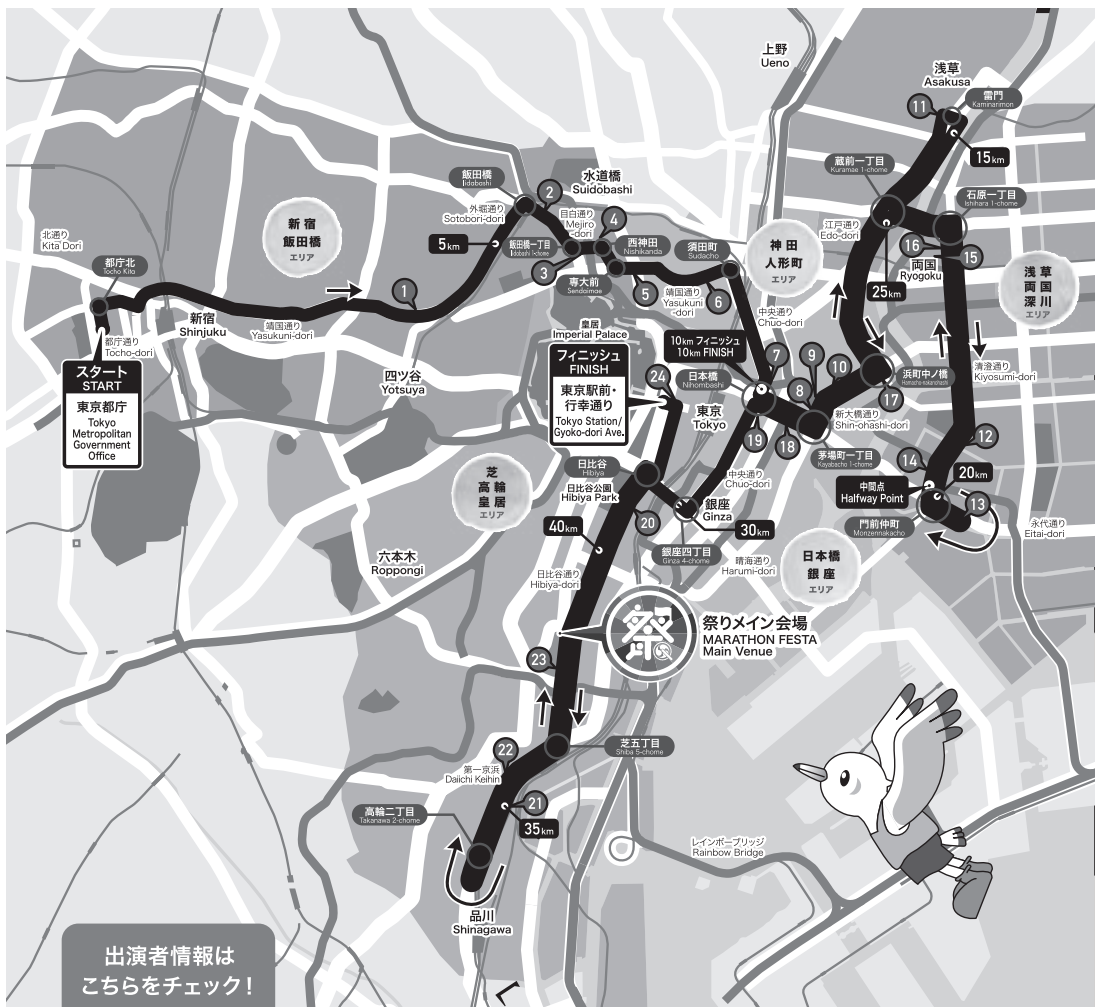 上野
Ueno
浅草
Asakusa
雷門
Kaminarimon
11
15km
蔵前一丁目
Kuramae 1-chome
石原一丁目
Ishihara 1-chome
飯田橋
Iidabashi
2
水道橋
Suidobashi
外堀通り
Sotobori-dori
目白通り
Mejiro
-dori
4
5km
飯田橋一丁目
Iidabashi 1-chome
西神田
Nishikanda
須田町
Sudacho
3
専大前
Sendaimae
5
靖国通り
Yasukuni
-dori
6
新宿
飯田橋
エリア
北通り
Kita Dori
都庁北
Tocho Kita
神田
人形町
エリア
江戸通り
Edo-dori
16
15
両国
Ryogoku
25km
浅草
両国
深川
エリア
1
新宿
Shinjuku
靖国通り
Yasukuni-dori
都庁通り
Tocho-dori
スタート
START
東京都庁
Tokyo
Metropolitan
Government
Office
四ツ谷
Yotsuya
皇居
Imperial Palace
フィニッシュ
FINISH
東京駅前・
行幸通り
Tokyo Station/
Gyoko-dori Ave.
24
中央通り
Chuo-dori
10km フィニッシュ
10km FINISH
7
日本橋
Nihombashi
9
10
8
浜町中ノ橋
Hamacho-nakanohashi
17
清澄通り
Kiyosumi-dori
東京
Tokyo
19
18
新大橋通り
Shin-ohashi-dori
茅場町一丁目
Kayabacho 1-chome
12
14
20km
中間点
Halfway Point
13
門前仲町
Monzennakacho
永代通り
Eitai-dori
芝
高輪
皇居
エリア
日比谷
Hibiya
日比谷公園
Hibiya Park
中央通り
Chuo-dori
銀座
Ginza
20
30km
40km
銀座四丁目
Ginza 4-chome
晴海通り
Harumi-dori
日本橋
銀座
エリア
六本木
Roppongi
日比谷通り
Hibiya-dori
祭
祭りメイン会場
MARATHON FESTA
Main Venue
23
22
芝五丁目
Shiba 5-chome
第一京浜
Daiichi Keihin
21
35km
高輪二丁目
Takanawa 2-chome
レインボーブリッジ
Rainbow Bridge
品川
Shinagawa
出演者情報は
こちらをチェック！